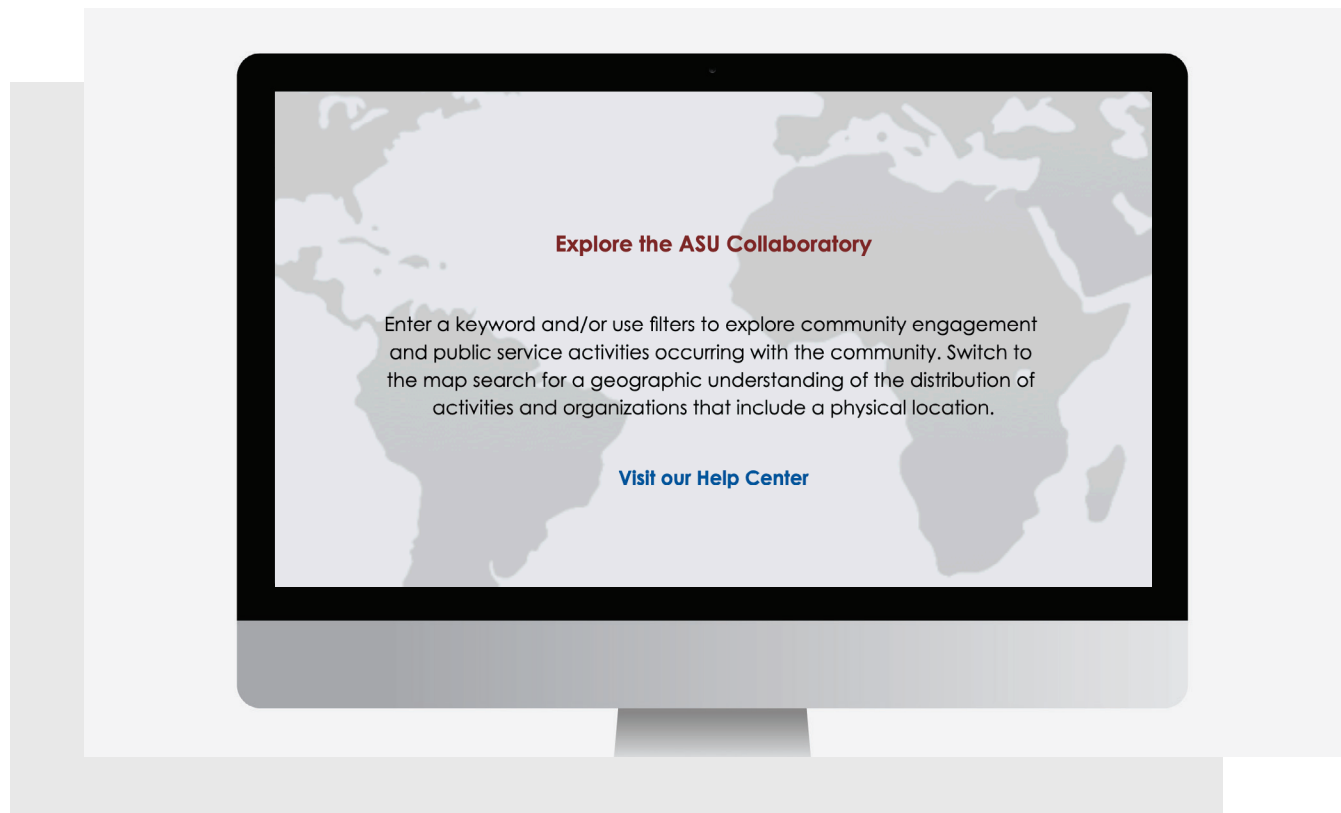 Explore the ASU Collaboratory
Enter a keyword and/or use filters to explore community engagement
and public service activities occurring with the community. Switch to
the map search for a geographic understanding of the distribution of
activities and organizations that include a physical location.
Visit our Help Center